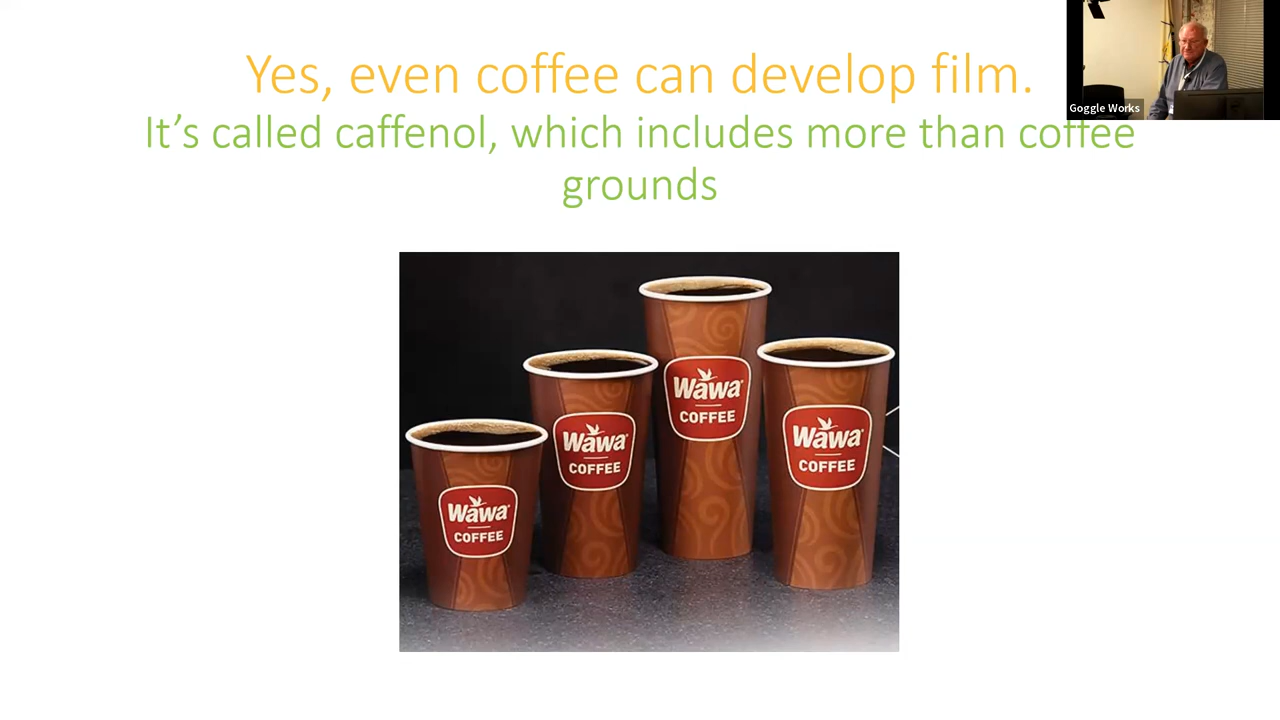 Yes, even coffee can develop film.
It's called caffenol, which includes more than coffee
grounds
Goggle Works
Wawa
COFFEE
Wawa
COFFEE
Wawa
COFFEE
Wawa
COFFEE